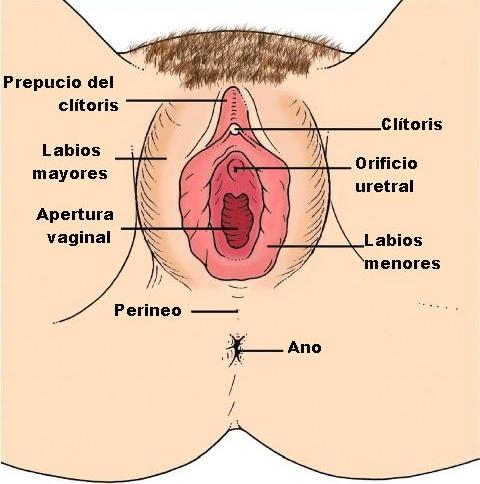 Prepucio del
clítoris
Clítoris
Labios
mayores
Orificio
uretral
Apertura
vaginal
Labios
menores
Perineo
Ano